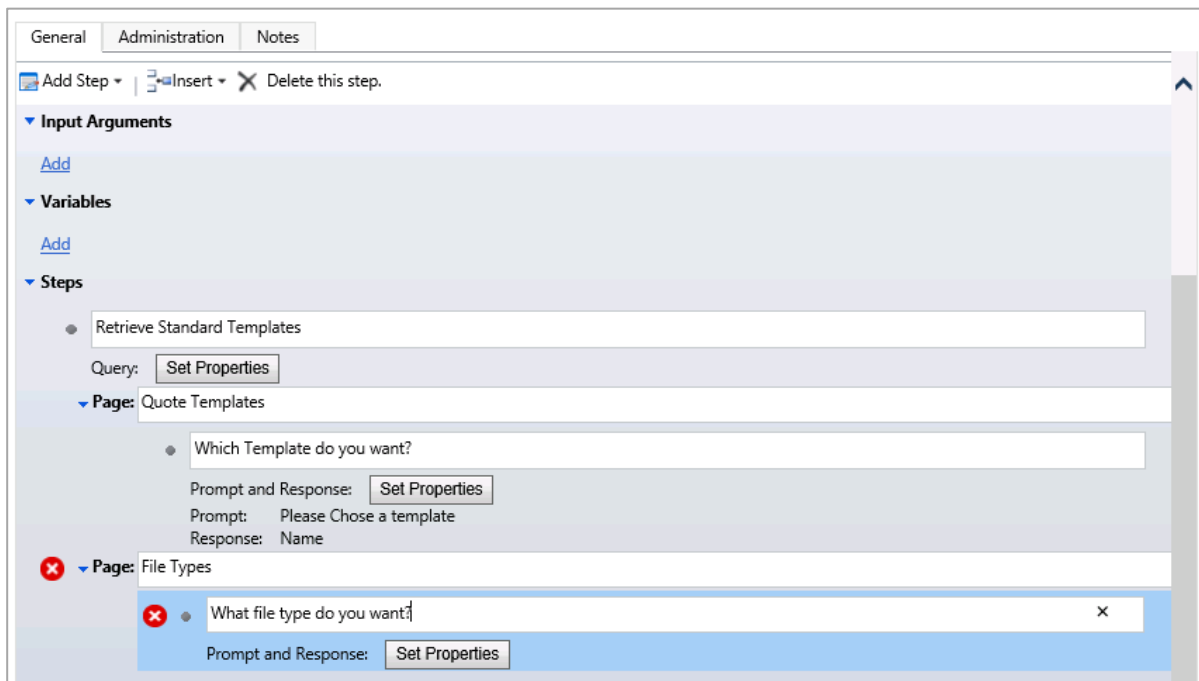 General Administration Notes
Add Step Insert Delete this step.
Input Arguments
Add
Variables
Add
Steps
Retrieve Standard Templates
Query: Set Properties
Page: Quote Templates
Which Template do you want?
Prompt and Response: Set Properties
Prompt: Please Chose a template
Response: Name
Page: File Types
What file type do you want?
Prompt and Response: Set Properties